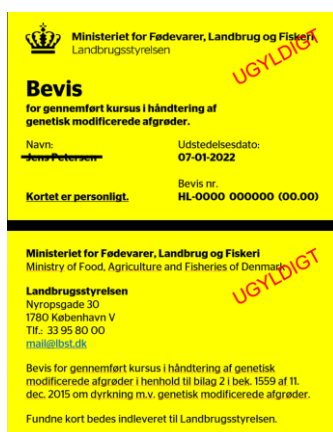 Ministeriet for Fødevarer, Landbrug og Fiskeri
Landbrugsstyrelsen
UGYLDIGT
Bevis
for gennemført kursus i håndtering af
genetisk modificerede afgrøder.
Navn:
Jens Petersen
Udstedelsesdato:
07-01-2022
Kortet er personligt.
Bevis nr.
HL-0000 000000 (00.00)
Ministeriet for Fødevarer, Landbrug og Fiskeri
Ministry of Food, Agriculture and Fisheries of Denmark
UGYLDIGT
Landbrugsstyrelsen
Nyropsgade 30
1780 København V
Tlf.: 33 95 80 00
mail@lbst.dk
Bevis for gennemført kursus i håndtering af genetisk
modificerede afgrøder i henhold til bilag 2 i bek. 1559 af 11.
dec. 2015 om dyrkning m.v. genetisk modificerede afgrøder.
Fundne kort bedes indleveret til Landbrugsstyrelsen.